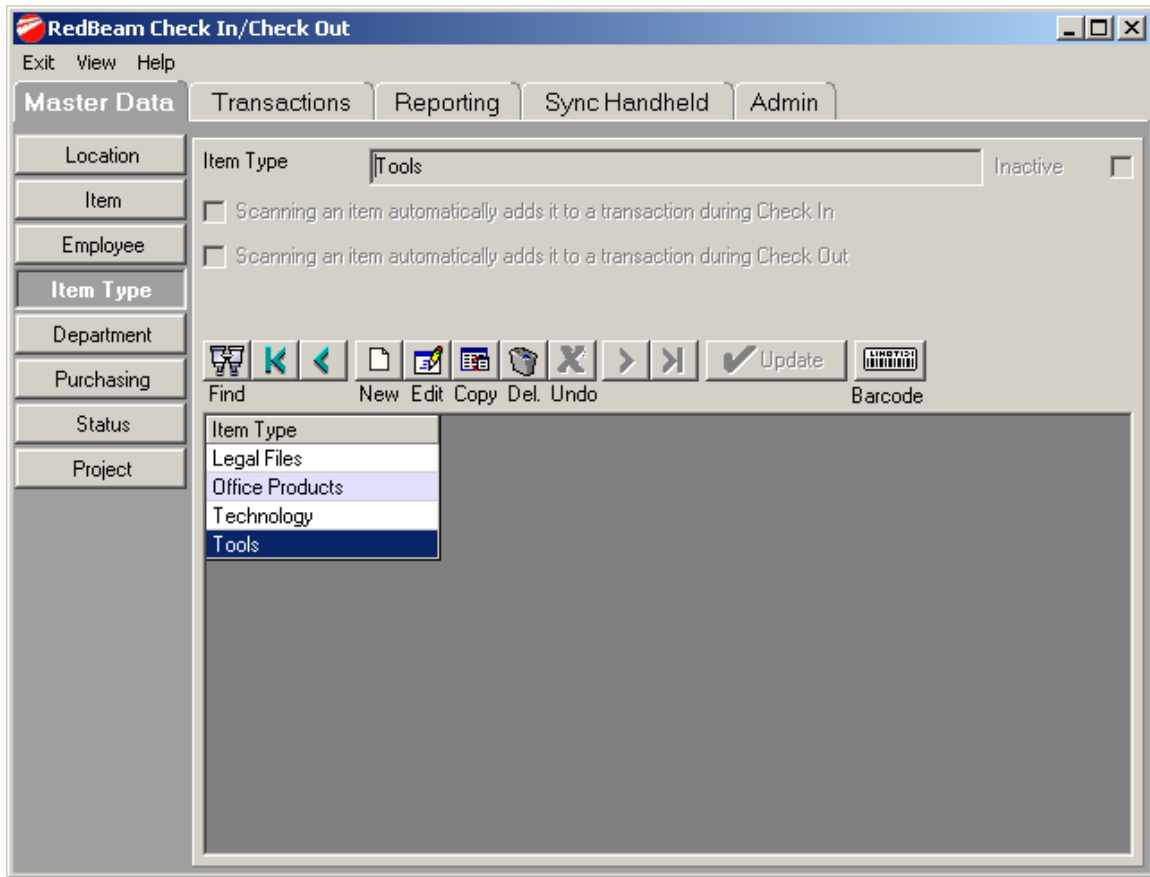 RedBeam Check In/Check Out
Exit View Help
Master Data Transactions Reporting Sync Handheld Admin
Location
Item
Employee
Item Type
Department
Purchasing
Status
Project
Item Type Tools Inactive
Scanning an item automatically adds it to a transaction during Check In
Scanning an item automatically adds it to a transaction during Check Out
Update
Find New Edit Copy Del. Undo Barcode
Item Type
Legal Files
Office Products
Technology
Tools